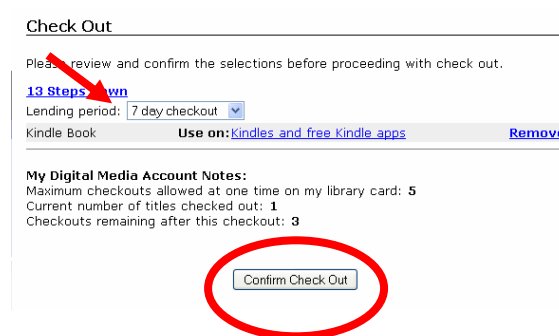 Check Out
Please review and confirm the selections before proceeding with check out.
13 Steps Down
Lending period: 7 day checkout
Kindle Book Use on: Kindles and free Kindle apps Remove
My Digital Media Account Notes:
Maximum checkouts allowed at one time on my library card: 5
Current number of titles checked out: 1
Checkouts remaining after this checkout: 3
Confirm Check Out